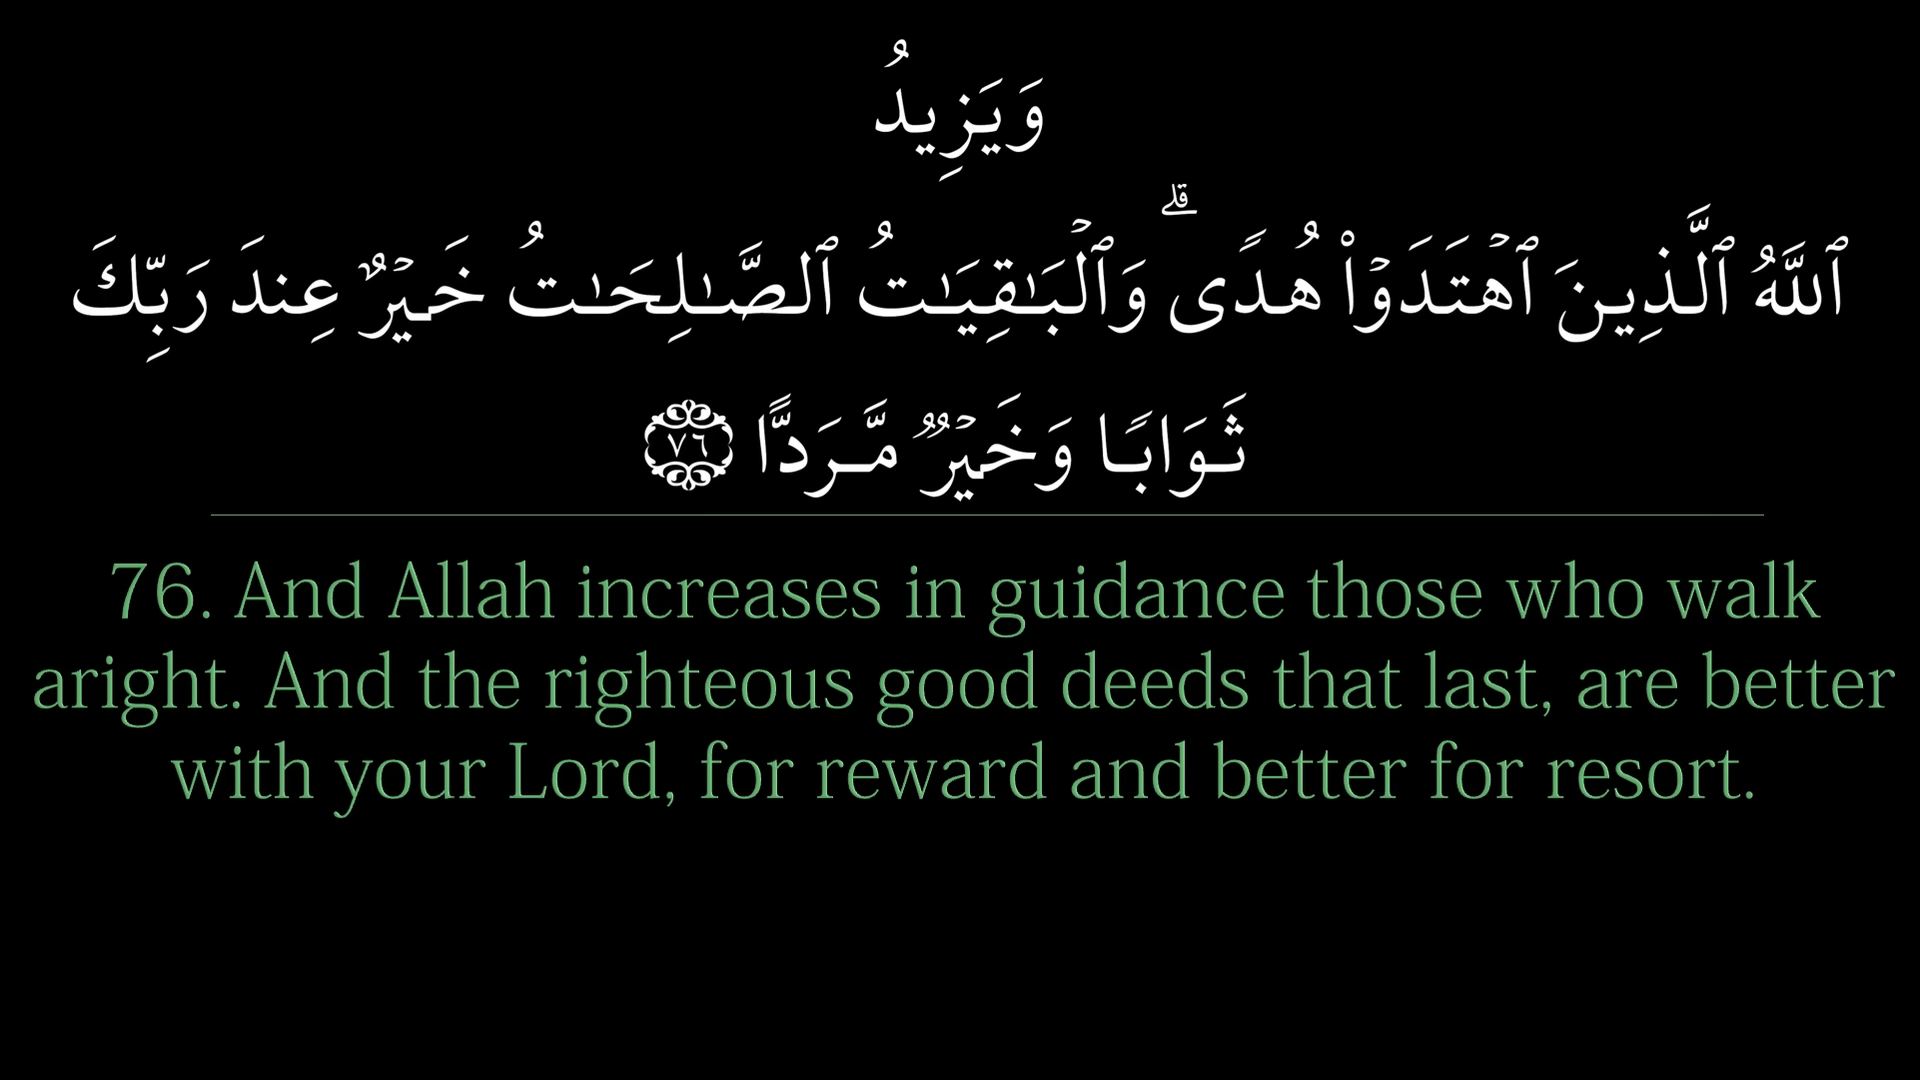 وَيَزِيدُ
ٱللَّهُ ٱلَّذِينَ ٱهۡتَدَوۡاْ هُدًى ۗ وَٱلۡبَٰقِيَٰتُ ٱلصَّٰلِحَٰتُ خَيۡرٌ عِندَ رَبِّكَ
ثَوَابًا وَخَيۡرٌ مَّرَدًّا ٧٦
76. And Allah increases in guidance those who walk
aright. And the righteous good deeds that last, are better
with your Lord, for reward and better for resort.